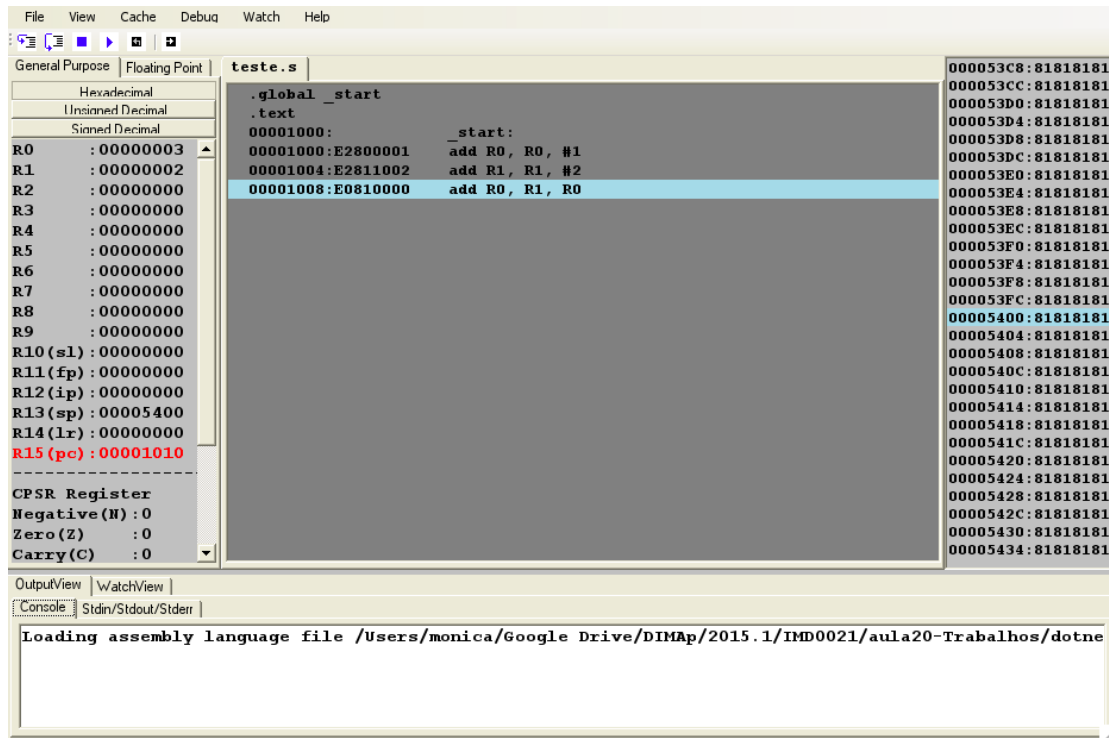 File View Cache Debug Watch Help
General Purpose Floating Point
Hexadecimal
Unsigned Decimal
Signed Decimal
R0 :00000003
R1 :00000002
R2 :00000000
R3 :00000000
R4 :00000000
R5 :00000000
R6 :00000000
R7 :00000000
R8 :00000000
R9 :00000000
R10(sl):00000000
R11(fp):00000000
R12(ip):00000000
R13(sp):00005400
R14(lr):00000000
R15(pc):00001010
--------------------
CPSR Register
Negative(N):0
Zero(Z) :0
Carry(C) :0
teste.s
.global _start
.text
00001000: _start:
00001000:E2800001 add R0, R0, #1
00001004:E2811002 add R1, R1, #2
00001008:E0810000 add R0, R1, R0
000053C8:81818181
000053CC:81818181
000053D0:81818181
000053D4:81818181
000053D8:81818181
000053DC:81818181
000053E0:81818181
000053E4:81818181
000053E8:81818181
000053EC:81818181
000053F0:81818181
000053F4:81818181
000053F8:81818181
000053FC:81818181
00005400:81818181
00005404:81818181
00005408:81818181
0000540C:81818181
00005410:81818181
00005414:81818181
00005418:81818181
0000541C:81818181
00005420:81818181
00005424:81818181
00005428:81818181
0000542C:81818181
00005430:81818181
00005434:81818181
OutputView WatchView
Console Stdin/Stdout/Stderr
Loading assembly language file /Users/monica/Google Drive/DIMAp/2015.1/IMD0021/aula20-Trabalhos/dotne